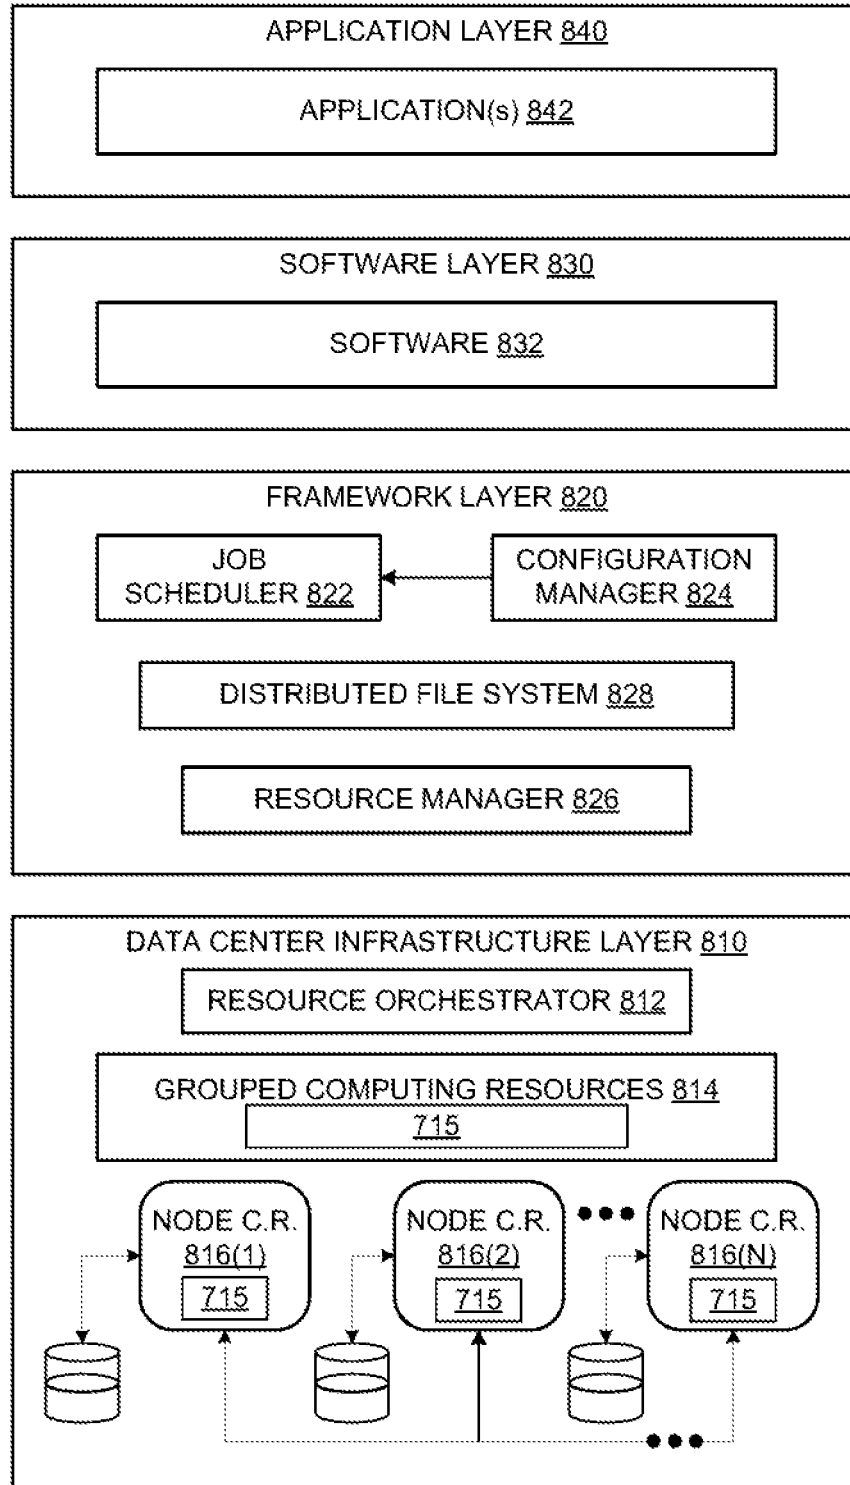 APPLICATION LAYER 840
APPLICATION(s) 842
SOFTWARE LAYER 830
SOFTWARE 832
FRAMEWORK LAYER 820
JOB
SCHEDULER 822
CONFIGURATION
MANAGER 824
DISTRIBUTED FILE SYSTEM 828
RESOURCE MANAGER 826
DATA CENTER INFRASTRUCTURE LAYER 810
RESOURCE ORCHESTRATOR 812
GROUPED COMPUTING RESOURCES 814
715
NODE C.R.
816(1)
715
NODE C.R.
816(2)
715
NODE C.R.
816(N)
715